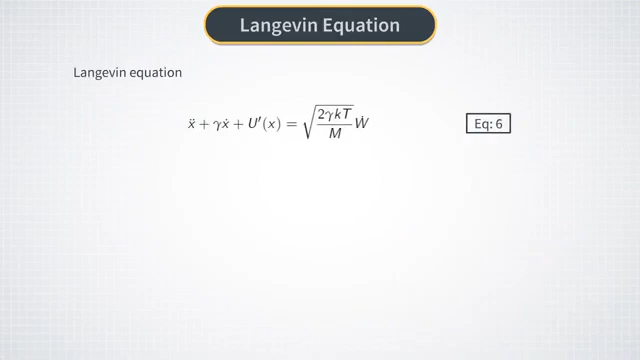 Langevin Equation
Langevin equation
ẍ + γẋ + U′(x) = √(2γkT/M) Ẇ
Eq: 6